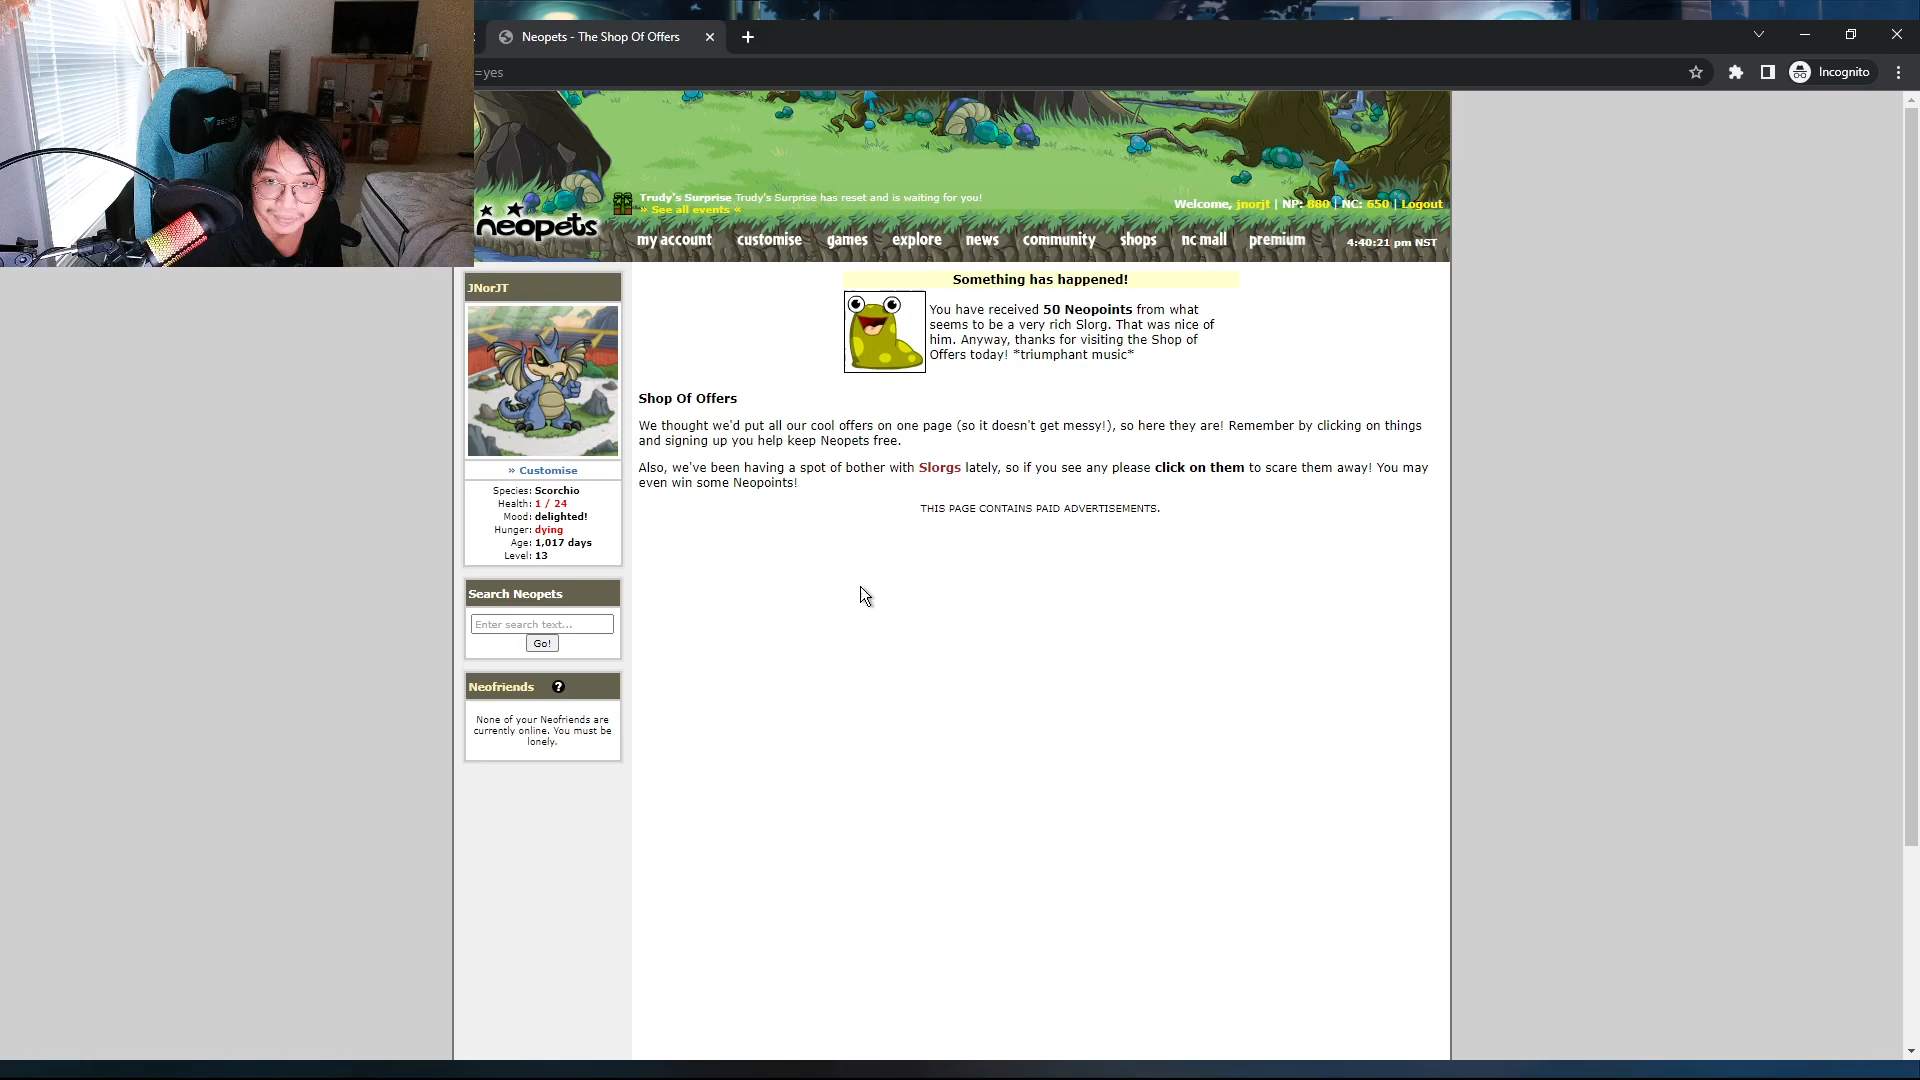 Neopets - The Shop Of Offers
=yes
Incognito
Trudy's Surprise Trudy's Surprise has reset and is waiting for you!
» See all events «
Welcome, jnorjt | NP: 880 | NC: 650 | Logout
neopets
my account customise games explore news community shops nc mall premium 4:40:21 pm NST
JNorJT
» Customise
Species: Scorchio
Health: 1 / 24
Mood: delighted!
Hunger: dying
Age: 1,017 days
Level: 13
Search Neopets
Enter search text...
Go!
Neofriends ?
None of your Neofriends are
currently online. You must be
lonely.
Something has happened!
You have received 50 Neopoints from what
seems to be a very rich Slorg. That was nice of
him. Anyway, thanks for visiting the Shop of
Offers today! *triumphant music*
Shop Of Offers
We thought we'd put all our cool offers on one page (so it doesn't get messy!), so here they are! Remember by clicking on things
and signing up you help keep Neopets free.
Also, we've been having a spot of bother with Slorgs lately, so if you see any please click on them to scare them away! You may
even win some Neopoints!
THIS PAGE CONTAINS PAID ADVERTISEMENTS.